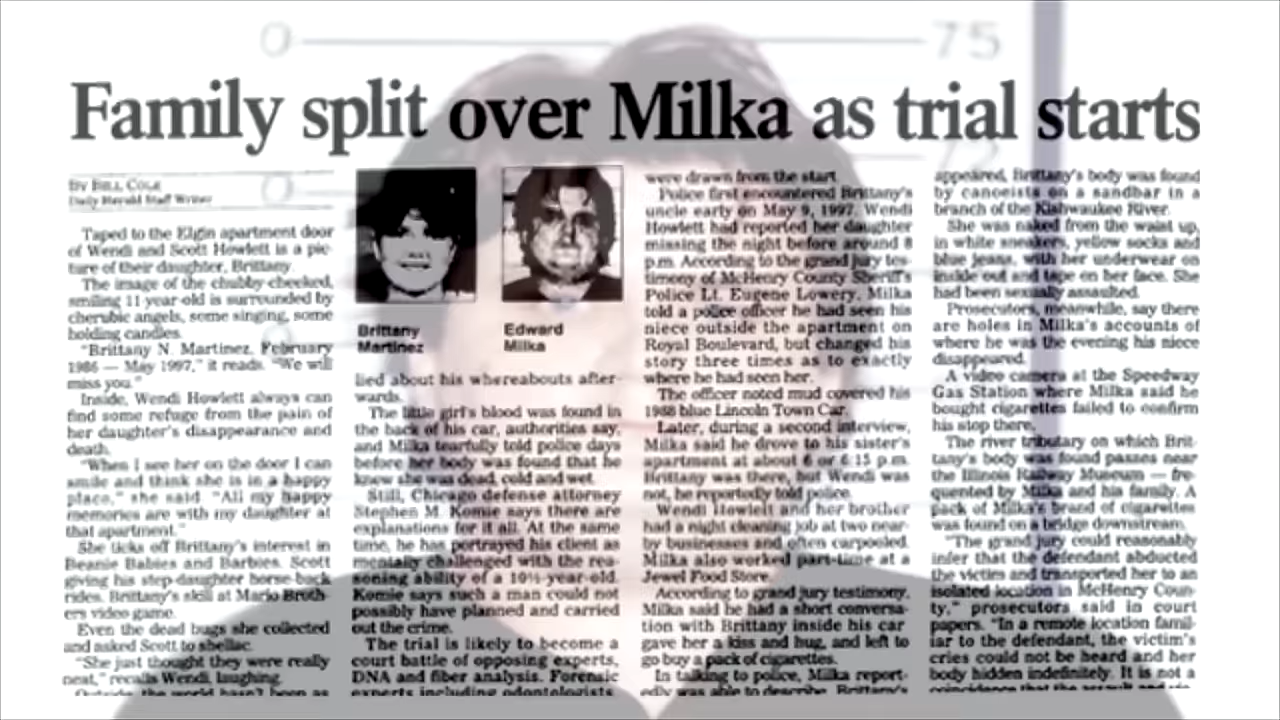 0 75
Family split over Milka as trial starts
72
0
By BILL COLE
Daily Herald Staff Writer
Taped to the Elgin apartment door
of Wendi and Scott Howlett is a pic-
ture of their daughter, Brittany.
The image of the chubby-cheeked,
smiling 11-year-old is surrounded by
cherubic angels, some singing, some
holding candles.
"Brittany N. Martinez, February
1986 — May 1997," it reads. "We will
miss you."
Inside, Wendi Howlett always can
find some refuge from the pain of
her daughter's disappearance and
death.
"When I see her on the door I can
smile and think she is in a happy
place," she said. "All my happy
memories are with my daughter at
that apartment."
She ticks off Brittany's interest in
Beanie Babies and Barbies. Scott
giving his step-daughter horse-back
rides. Brittany's skill at Mario Broth-
ers video game.
Even the dead bugs she collected
and asked Scott to shellac.
"She just thought they were really
neat," recalls Wendi, laughing.
Outside, the world hasn't been as
Brittany
Martinez
Edward
Milka
lied about his whereabouts after-
wards.
The little girl's blood was found in
the back of his car, authorities say,
and Milka tearfully told police days
before her body was found that he
knew she was dead, cold and wet.
Still, Chicago defense attorney
Stephen M. Komie says there are
explanations for it all. At the same
time, he has portrayed his client as
mentally challenged with the rea-
soning ability of a 10½-year-old.
Komie says such a man could not
possibly have planned and carried
out the crime.
The trial is likely to become a
court battle of opposing experts,
DNA and fiber analysis. Forensic
experts including odontologists,
were drawn from the start.
Police first encountered Brittany's
uncle early on May 9, 1997. Wendi
Howlett had reported her daughter
missing the night before around 8
p.m. According to the grand jury tes-
timony of McHenry County Sheriff's
Police Lt. Eugene Lowery, Milka
told a police officer he had seen his
niece outside the apartment on
Royal Boulevard, but changed his
story three times as to exactly
where he had seen her.
The officer noted mud covered his
1988 blue Lincoln Town Car.
Later, during a second interview,
Milka said he drove to his sister's
apartment at about 6 or 6:15 p.m.
Brittany was there, but Wendi was
not, he reportedly told police.
Wendi Howlett and her brother
had a night cleaning job at two near-
by businesses and often carpooled.
Milka also worked part-time at a
Jewel Food Store.
According to grand jury testimony,
Milka said he had a short conversa-
tion with Brittany inside his car
gave her a kiss and hug, and left to
go buy a pack of cigarettes.
In talking to police, Milka report-
edly was able to describe Brittany's
appeared, Brittany's body was found
by canoeists on a sandbar in a
branch of the Kishwaukee River.
She was naked from the waist up,
in white sneakers, yellow socks and
blue jeans, with her underwear on
inside out and tape on her face. She
had been sexually assaulted.
Prosecutors, meanwhile, say there
are holes in Milka's accounts of
where he was the evening his niece
disappeared.
A video camera at the Speedway
Gas Station where Milka said he
bought cigarettes failed to confirm
his stop there.
The river tributary on which Brit-
tany's body was found passes near
the Illinois Railway Museum — fre-
quented by Milka and his family. A
pack of Milka's brand of cigarettes
was found on a bridge downstream.
"The grand jury could reasonably
infer that the defendant abducted
the victim and transported her to an
isolated location in McHenry Coun-
ty," prosecutors said in court
papers. "In a remote location famil-
iar to the defendant, the victim's
cries could not be heard and her
body hidden indefinitely. It is not a
coincidence that the assault and